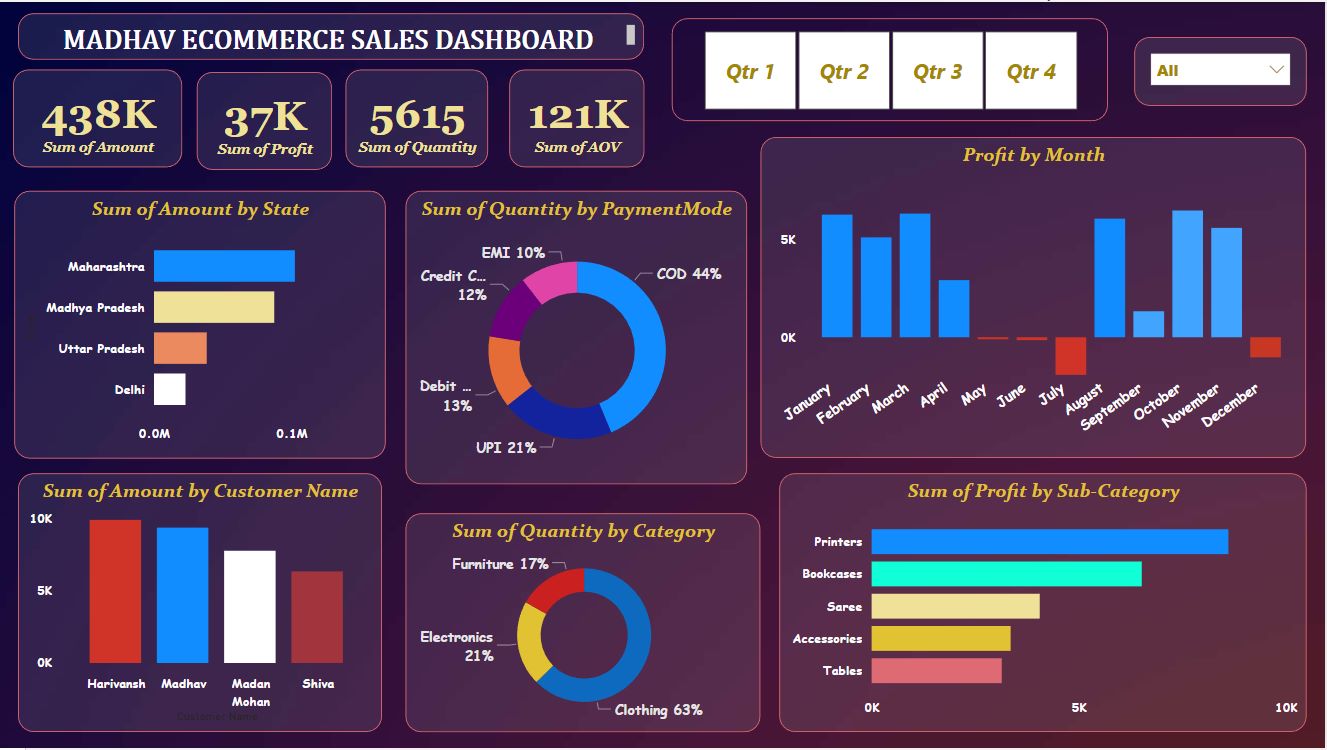 MADHAV ECOMMERCE SALES DASHBOARD
Qtr 1
Qtr 2
Qtr 3
Qtr 4
All
438K
Sum of Amount
37K
Sum of Profit
5615
Sum of Quantity
121K
Sum of AOV
Sum of Amount by State
Maharashtra
Madhya Pradesh
Uttar Pradesh
Delhi
0.0M
0.1M
Sum of Quantity by PaymentMode
EMI 10%
Credit C...
12%
Debit ...
13%
UPI 21%
COD 44%
Profit by Month
5K
0K
January
February
March
April
May
June
July
August
September
October
November
December
Sum of Amount by Customer Name
10K
5K
0K
Harivansh
Madhav
Madan
Mohan
Shiva
Customer Name
Sum of Quantity by Category
Furniture 17%
Electronics
21%
Clothing 63%
Sum of Profit by Sub-Category
Printers
Bookcases
Saree
Accessories
Tables
0K
5K
10K